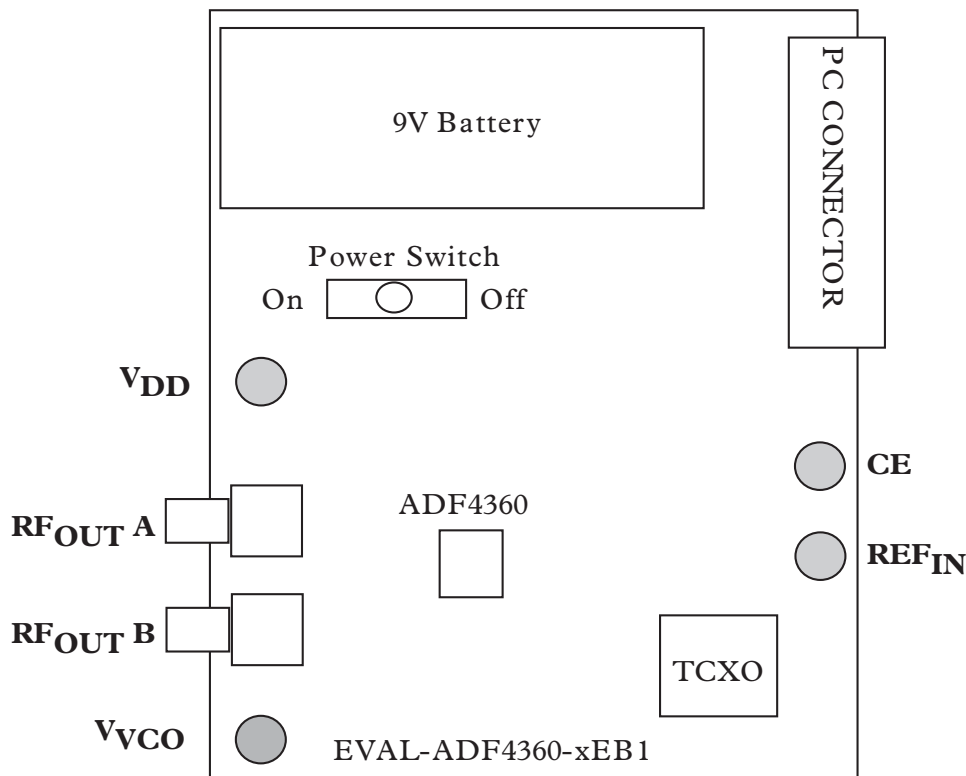 9V Battery
PC CONNECTOR
Power Switch
On Off
VDD
CE
ADF4360
RFOUT A
REFIN
RFOUT B
TCXO
VVCO
EVAL-ADF4360-xEB1